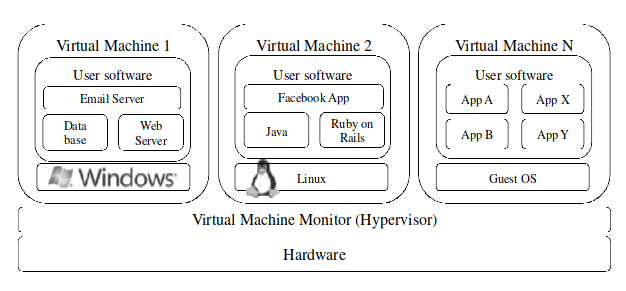 Virtual Machine 1
User software
Email Server
Data
base
Web
Server
Windows
Virtual Machine 2
User software
Facebook App
Java
Ruby on
Rails
Linux
Virtual Machine N
User software
App A
App X
App B
App Y
Guest OS
Virtual Machine Monitor (Hypervisor)
Hardware